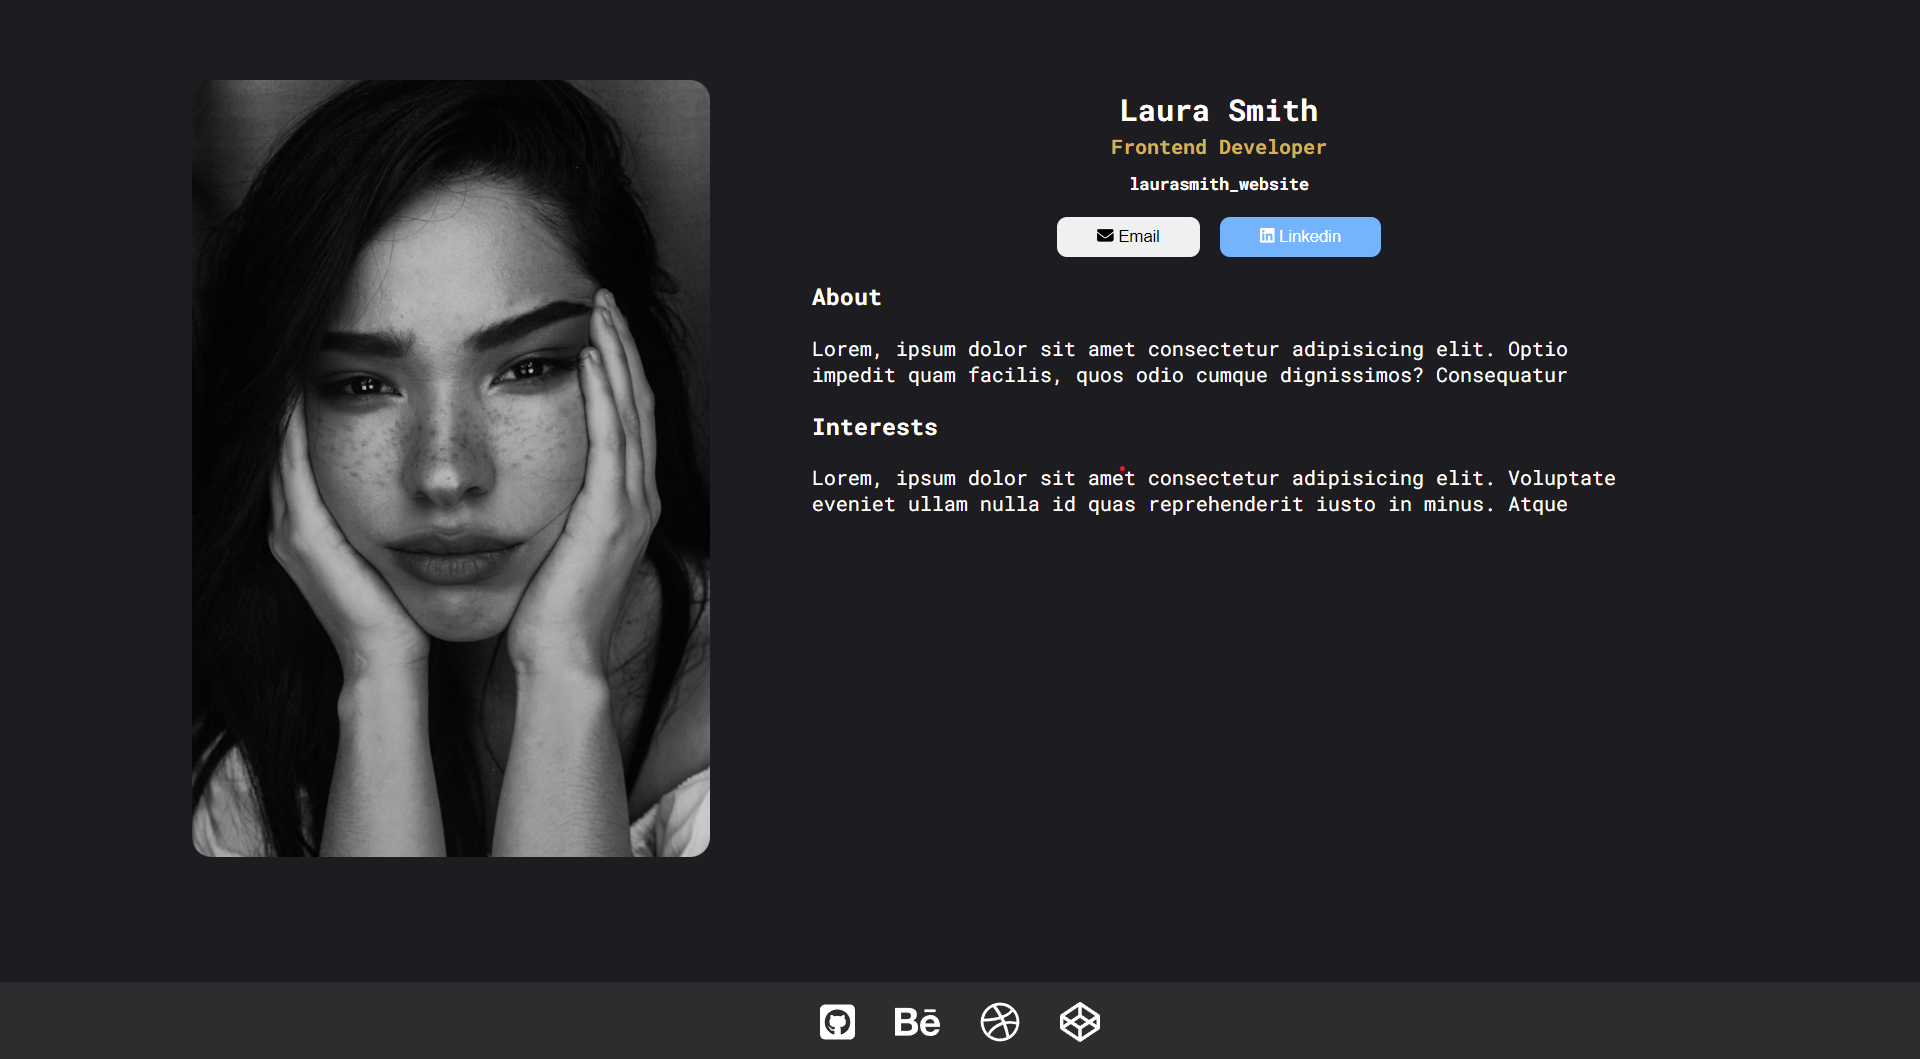 Laura Smith
Frontend Developer
laurasmith_website
Email
Linkedin
About
Lorem, ipsum dolor sit amet consectetur adipisicing elit. Optio
impedit quam facilis, quos odio cumque dignissimos? Consequatur
Interests
Lorem, ipsum dolor sit amet consectetur adipisicing elit. Voluptate
eveniet ullam nulla id quas reprehenderit iusto in minus. Atque
Bē